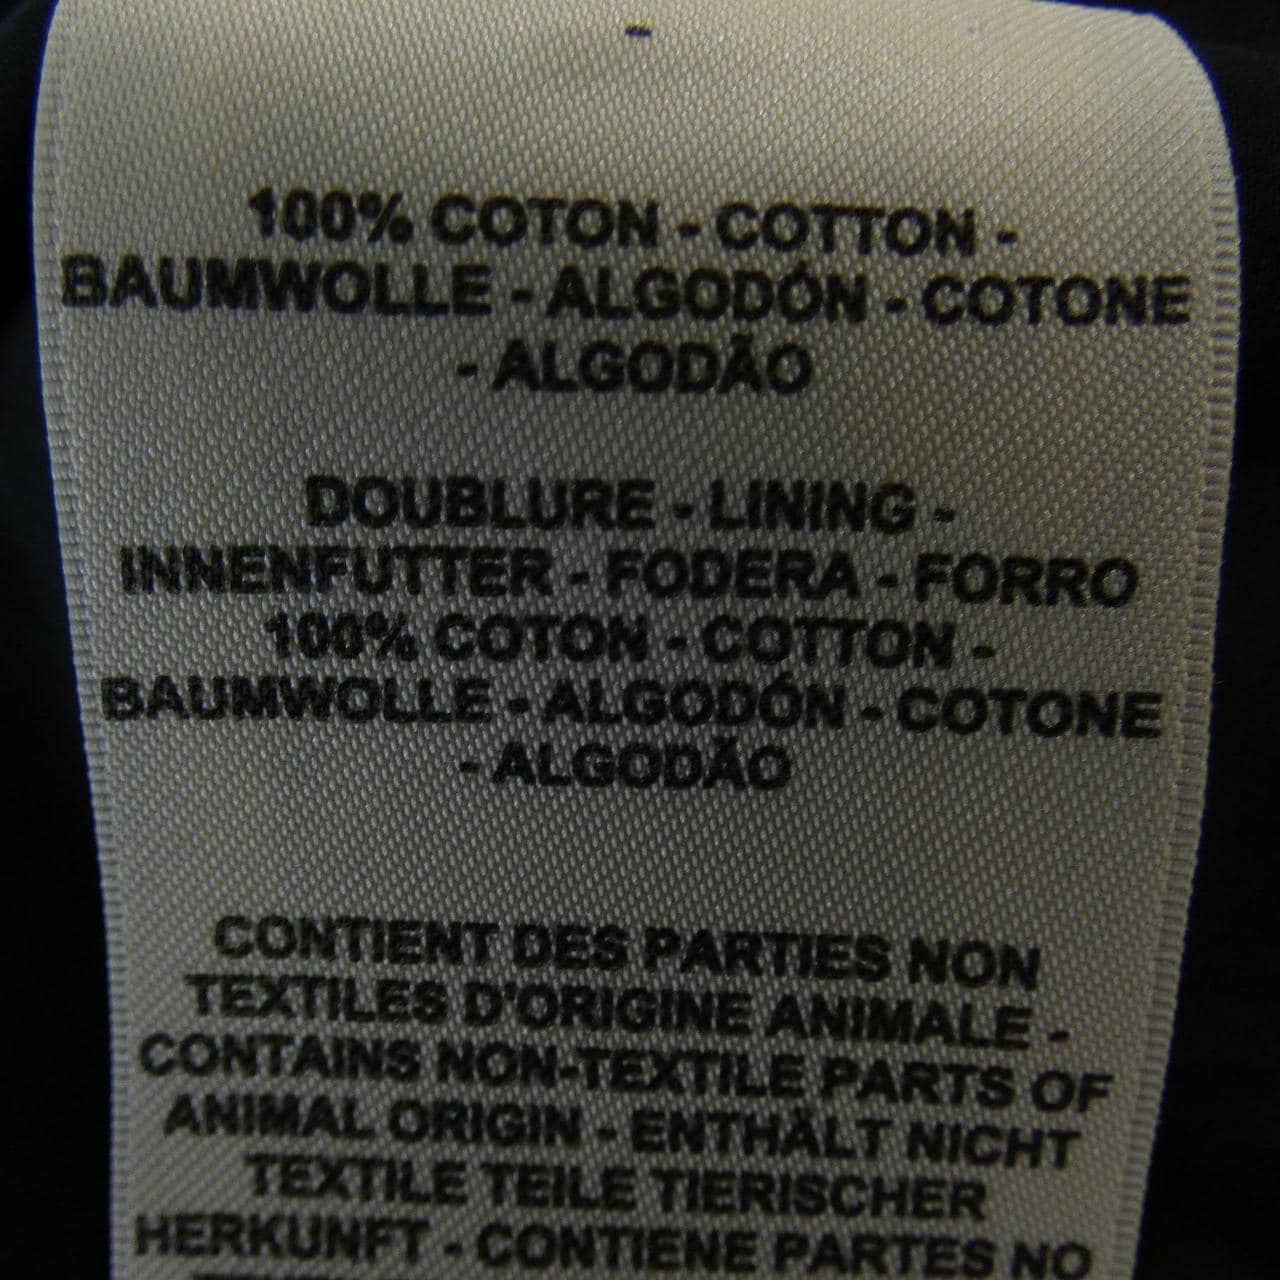 100% COTON - COTTON -
BAUMWOLLE - ALGODÓN - COTONE
- ALGODÃO
DOUBLURE - LINING -
INNENFUTTER - FODERA - FORRO
100% COTON - COTTON -
BAUMWOLLE - ALGODÓN - COTONE
- ALGODÃO
CONTIENT DES PARTIES NON
TEXTILES D'ORIGINE ANIMALE -
CONTAINS NON-TEXTILE PARTS OF
ANIMAL ORIGIN - ENTHÄLT NICHT
TEXTILE TEILE TIERISCHER
HERKUNFT - CONTIENE PARTES NO